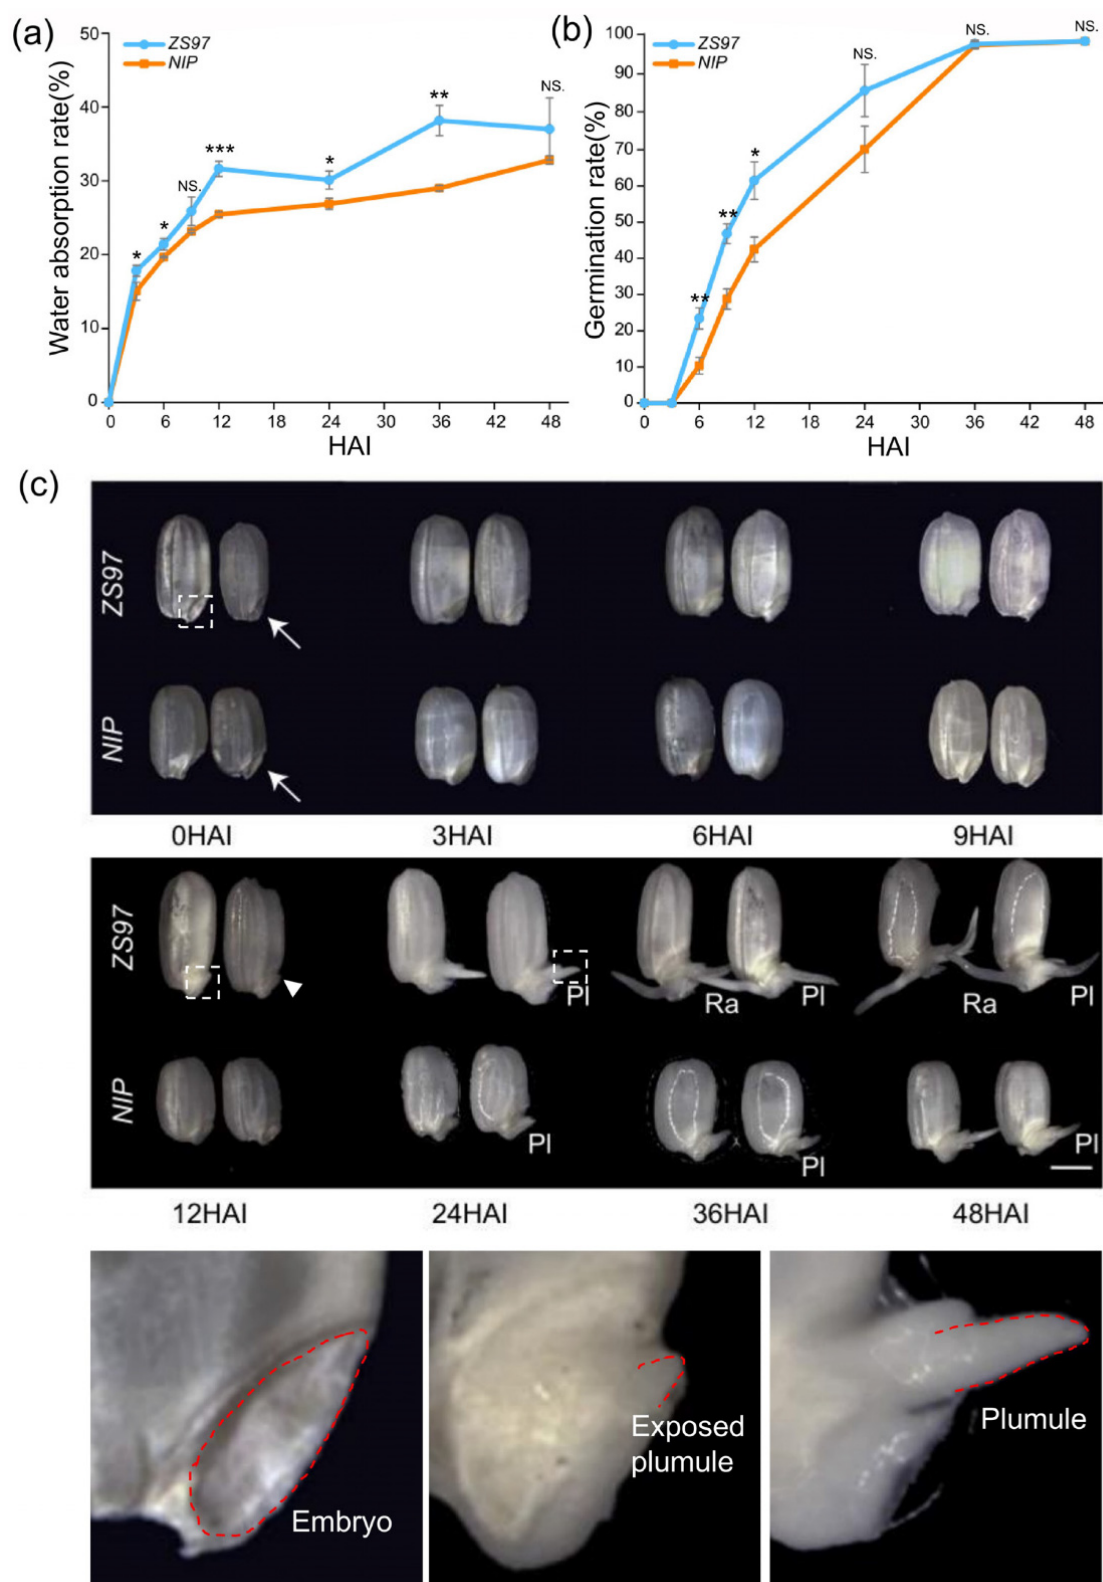 (a)
50
40
30
20
10
0
Water absorption rate(%)
ZS97
NIP
*
*
NS.
***
*
**
NS.
0 6 12 18 24 30 36 42 48
HAI
(b)
100
90
80
70
60
50
40
30
20
10
0
Germination rate(%)
ZS97
NIP
**
**
*
NS.
NS.
NS.
0 6 12 18 24 30 36 42 48
HAI
(c)
ZS97
NIP
0HAI 3HAI 6HAI 9HAI
ZS97
Pl Ra Pl Ra Pl
NIP
Pl Pl Pl
12HAI 24HAI 36HAI 48HAI
Embryo
Exposed
plumule
Plumule